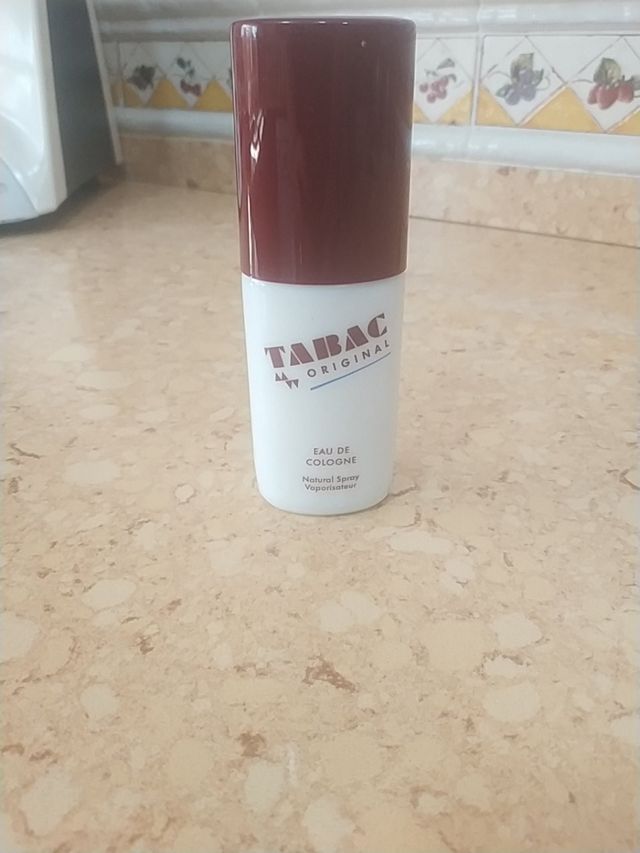 TABAC
ORIGINAL
EAU DE
COLOGNE
Natural Spray
Vaporisateur